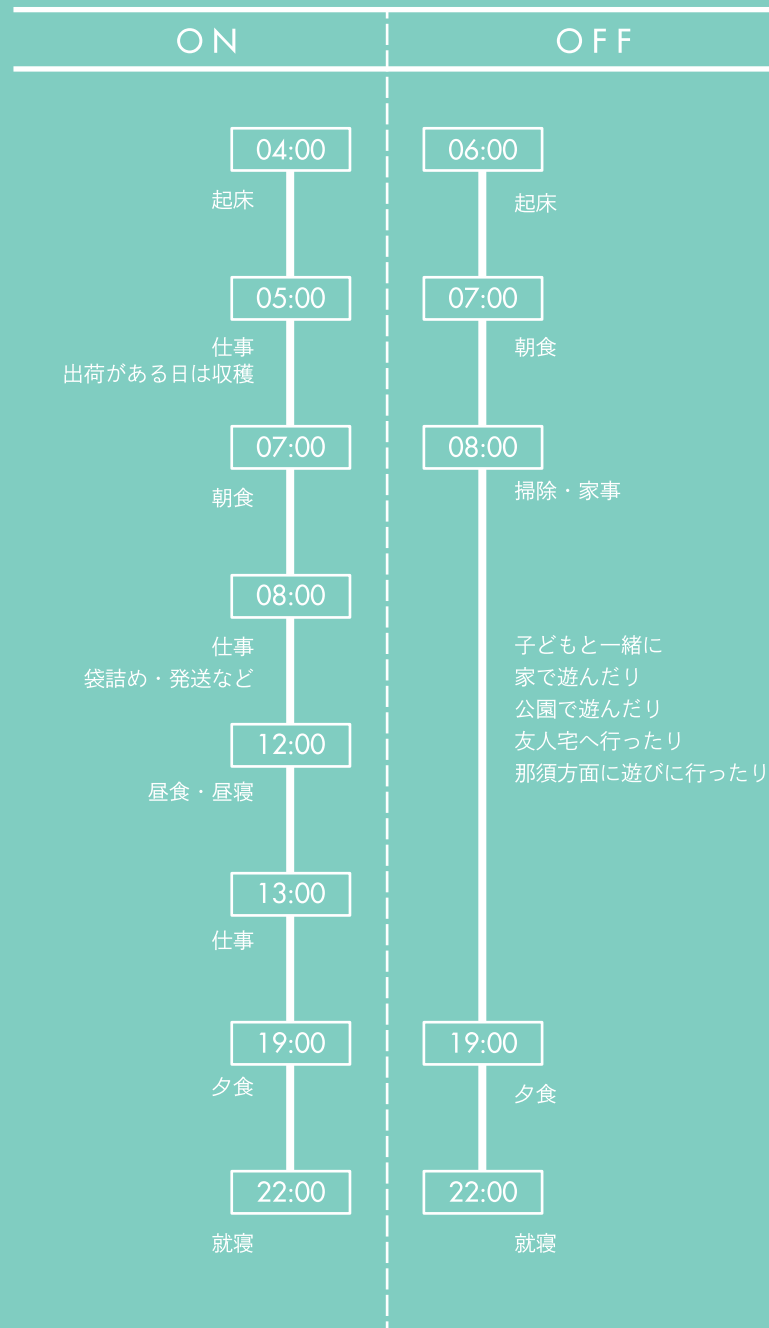 ON
04:00
起床
05:00
仕事
出荷がある日は収穫
07:00
朝食
08:00
仕事
袋詰め・発送など
12:00
昼食・昼寝
13:00
仕事
19:00
夕食
22:00
就寝
OFF
06:00
起床
07:00
朝食
08:00
掃除・家事
子どもと一緒に
家で遊んだり
公園で遊んだり
友人宅へ行ったり
那須方面に遊びに行ったり
19:00
夕食
22:00
就寝